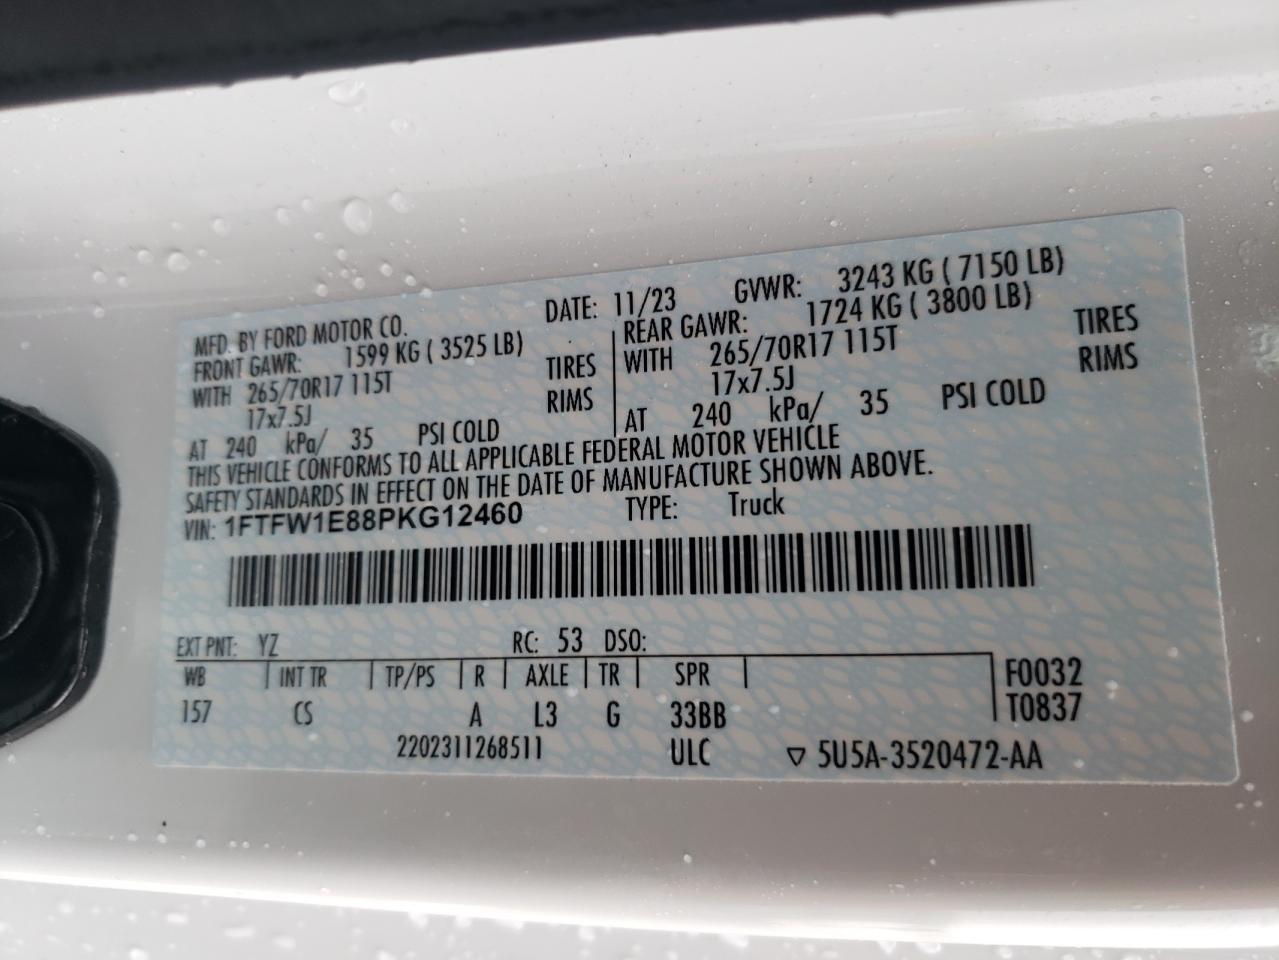 MFD. BY FORD MOTOR CO.
DATE: 11/23 GVWR: 3243 KG ( 7150 LB)
FRONT GAWR: 1599 KG ( 3525 LB)
WITH 265/70R17 115T TIRES
17x7.5J RIMS
AT 240 kPa/ 35 PSI COLD
REAR GAWR: 1724 KG ( 3800 LB)
WITH 265/70R17 115T TIRES
17x7.5J RIMS
AT 240 kPa/ 35 PSI COLD
THIS VEHICLE CONFORMS TO ALL APPLICABLE FEDERAL MOTOR VEHICLE
SAFETY STANDARDS IN EFFECT ON THE DATE OF MANUFACTURE SHOWN ABOVE.
VIN: 1FTFW1E88PKG12460 TYPE: Truck
EXT PNT: YZ RC: 53 DSO:
WB INT TR TP/PS R AXLE TR SPR F0032
157 CS A L3 G 33BB T0837
2202311268511 ULC ▽ 5U5A-3520472-AA